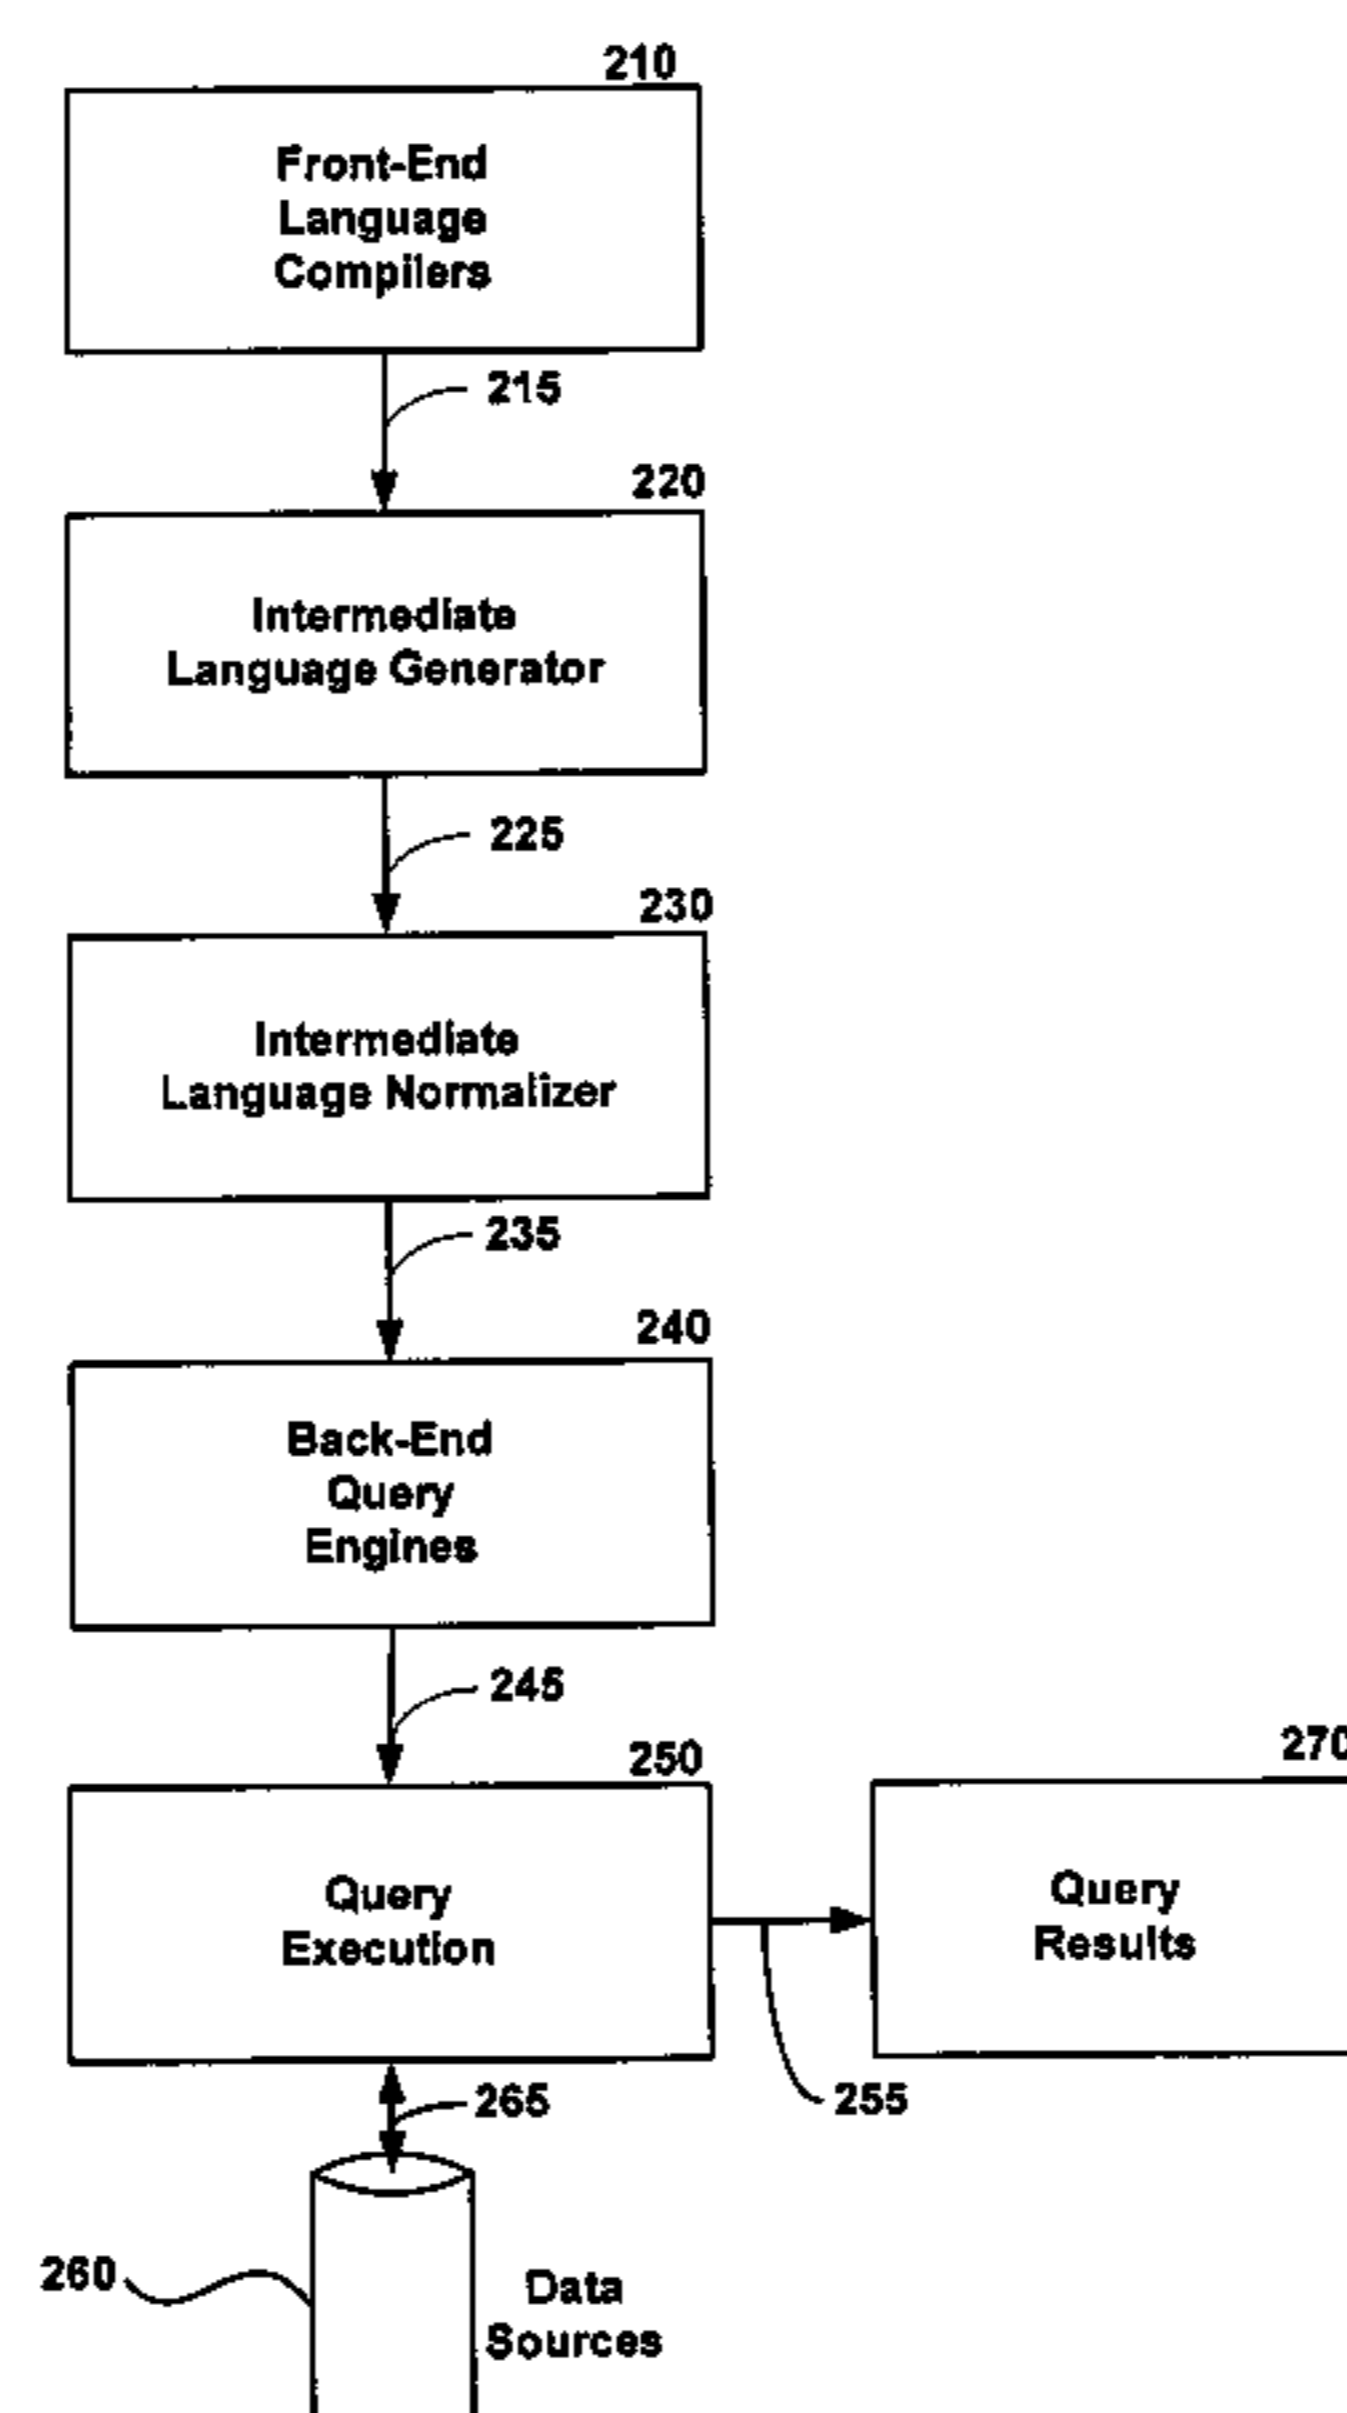 210
Front-End
Language
Compilers
215
220
Intermediate
Language Generator
225
230
Intermediate
Language Normalizer
235
240
Back-End
Query
Engines
245
250
270
Query
Execution
Query
Results
265
255
260
Data
Sources